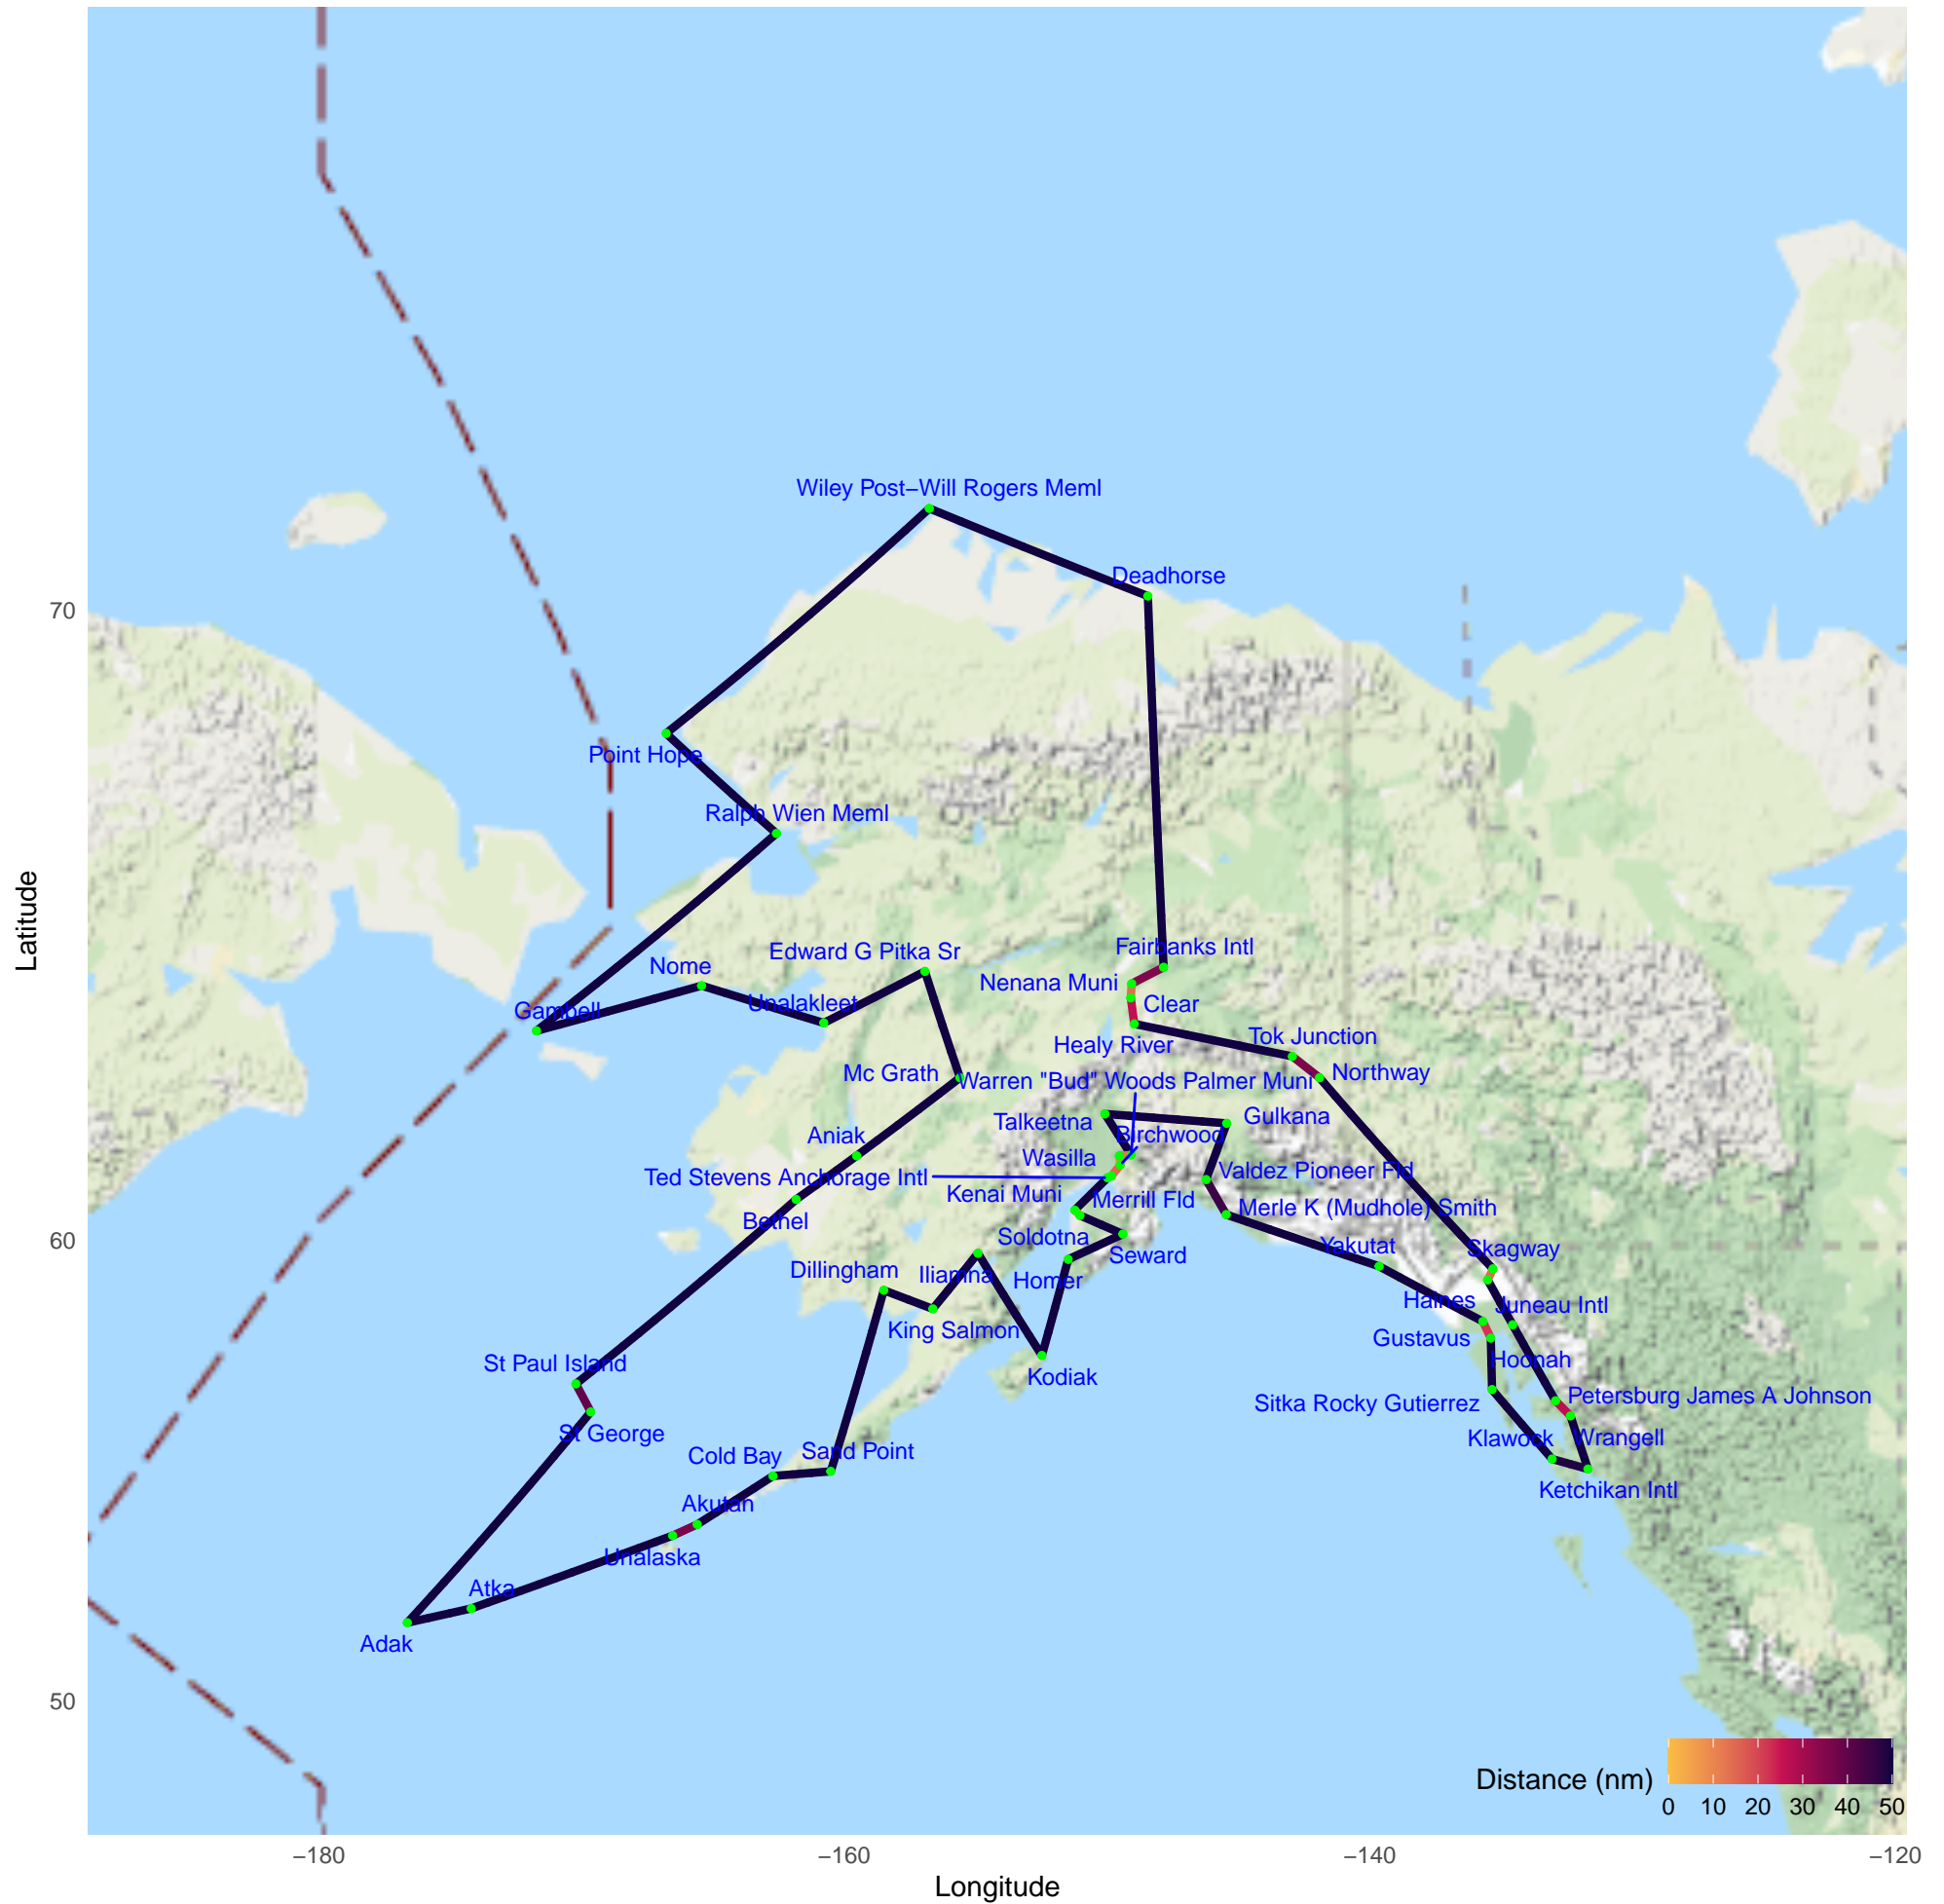 Wiley Post−Will Rogers Meml
Deadhorse
70
Point Hope
Ralph Wien Meml
Latitude
Fairbanks Intl
Edward G Pitka Sr
Nome
Nenana Muni
Unalakleet
Clear
Gambell
Tok Junction
Healy River
Mc Grath
Northway
Warren "Bud" Woods Palmer Muni
Talkeetna
Gulkana
Birchwood
Aniak
Wasilla
Valdez Pioneer Fld
Ted Stevens Anchorage Intl
Kenai Muni
Merrill Fld
Merle K (Mudhole) Smith
Bethel
Soldotna
60
Yakutat
Skagway
Seward
Dillingham
Iliamna
Homer
Haines
Juneau Intl
King Salmon
Gustavus
Hoonah
St Paul Island
Kodiak
Petersburg James A Johnson
Sitka Rocky Gutierrez
St George
Klawock
Wrangell
Sand Point
Cold Bay
Ketchikan Intl
Akutan
Unalaska
Atka
Adak
50
Distance (nm)
0 10 20 30 40 50
−180 −160 −140 −120
Longitude